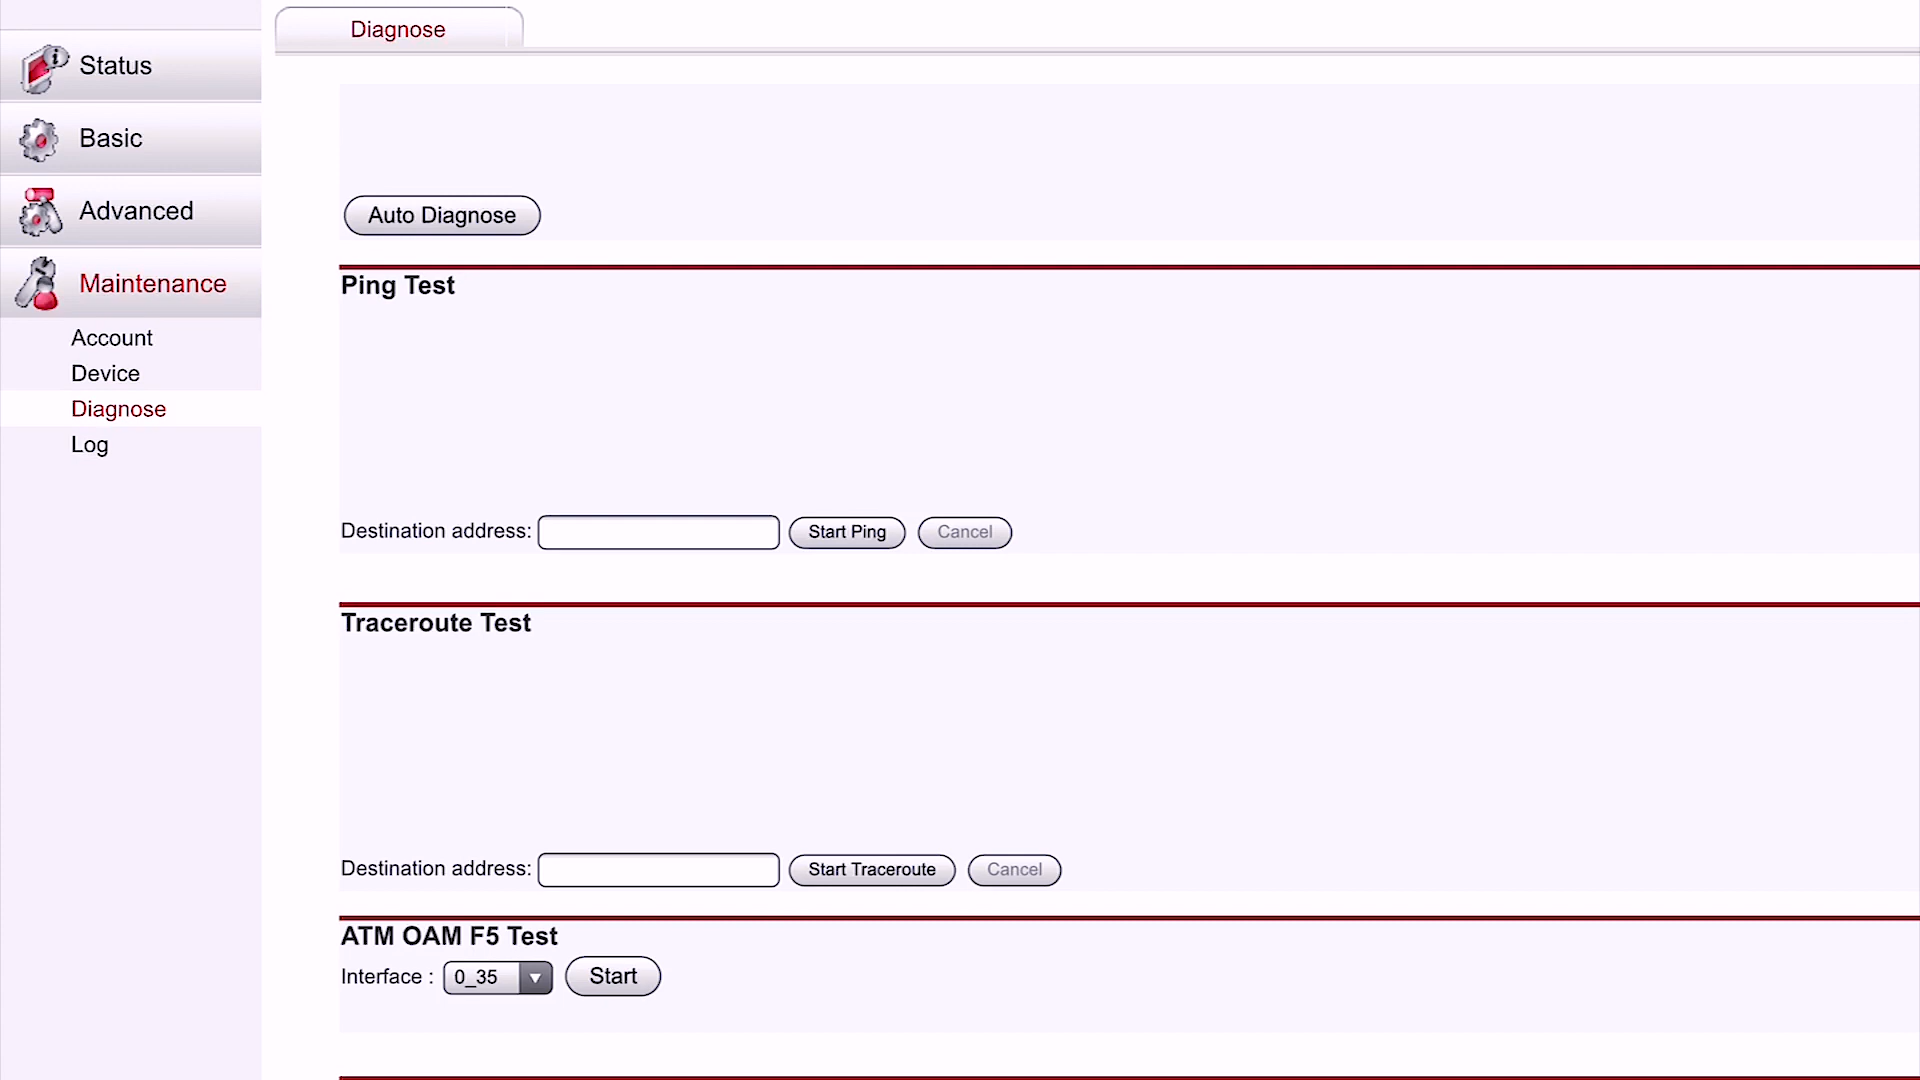 Diagnose
Status
Basic
Advanced
Maintenance
Account
Device
Diagnose
Log
Auto Diagnose
Ping Test
Destination address: Start Ping Cancel
Traceroute Test
Destination address: Start Traceroute Cancel
ATM OAM F5 Test
Interface : 0_35 Start